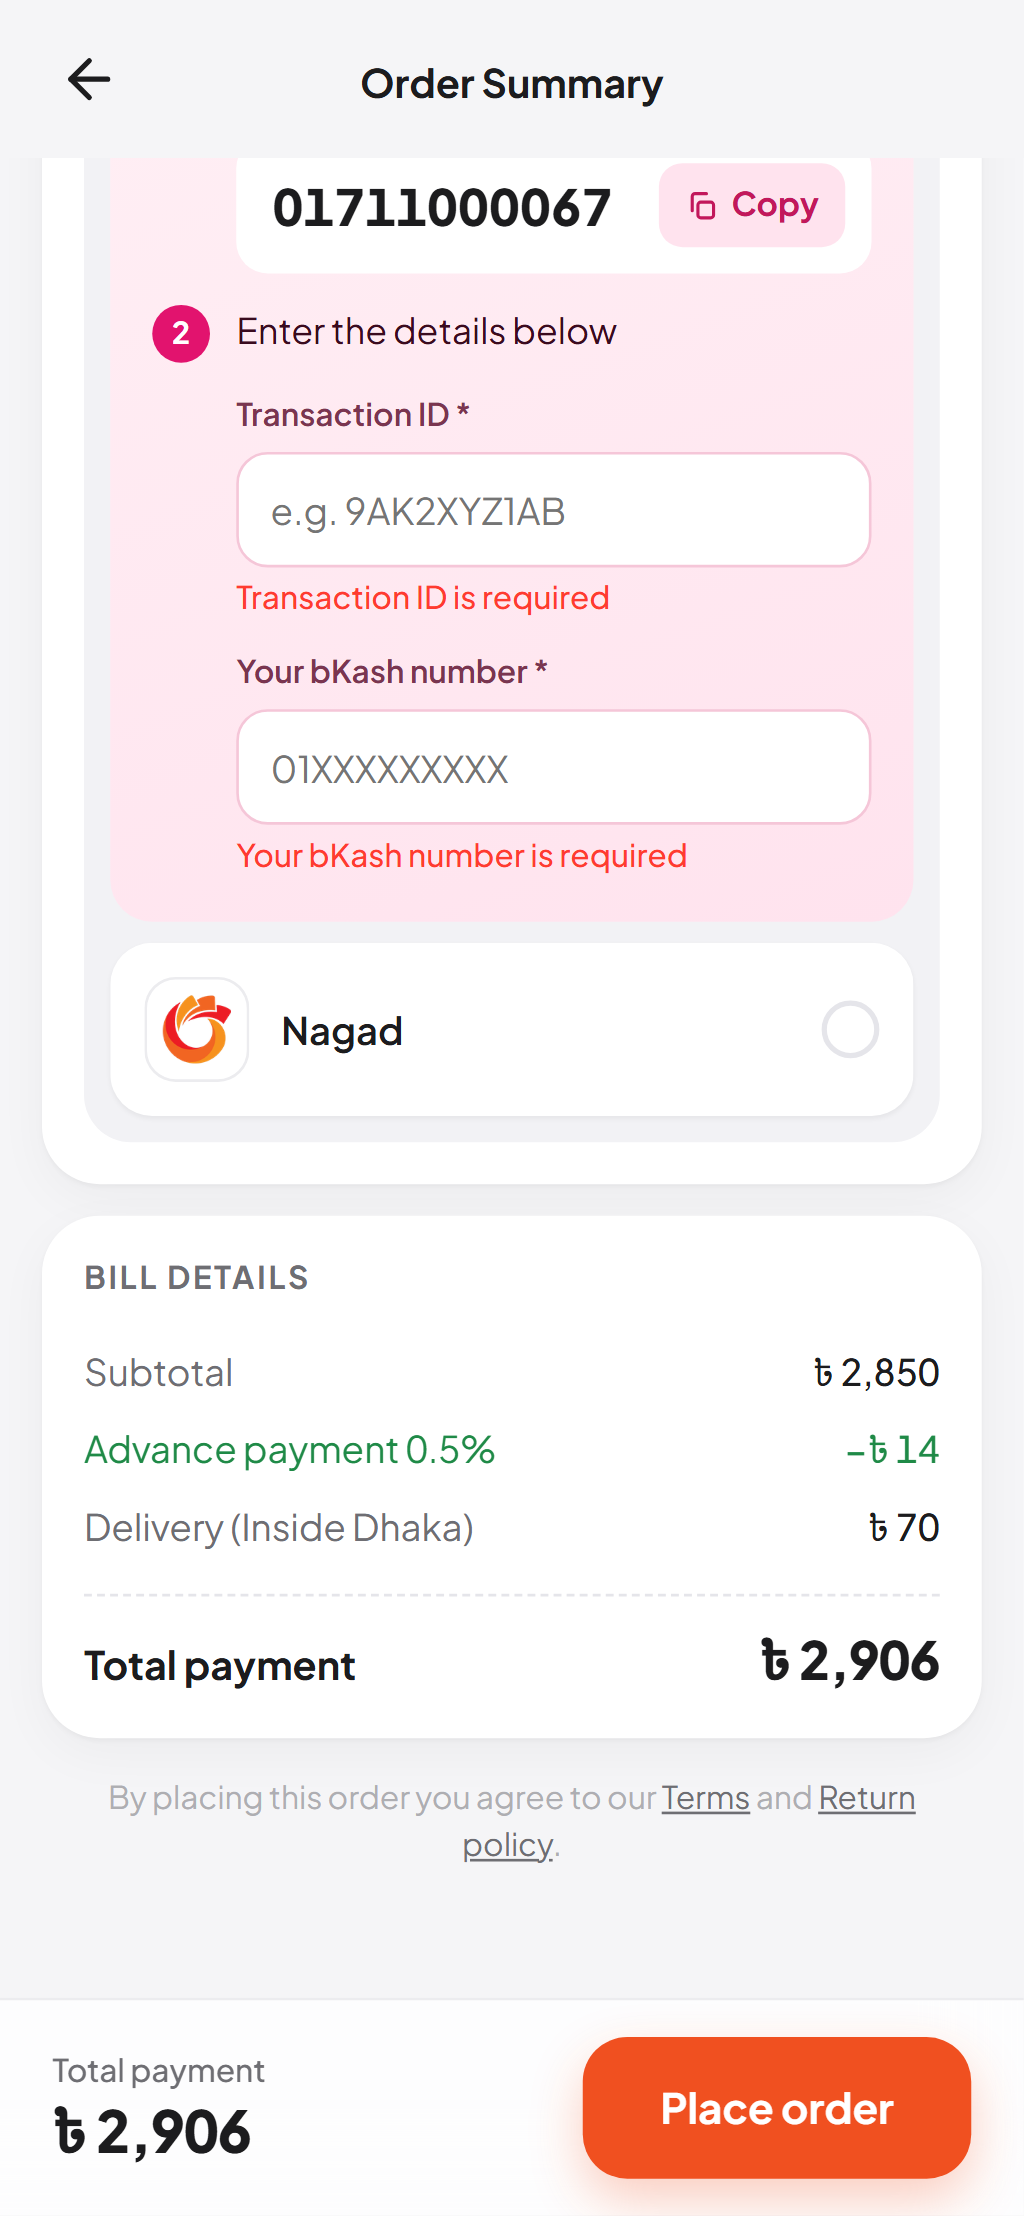 Order Summary
01711000067
Copy
2
Enter the details below
Transaction ID *
e.g. 9AK2XYZ1AB
Transaction ID is required
Your bKash number *
01XXXXXXXXX
Your bKash number is required
Nagad
BILL DETAILS
Subtotal ৳ 2,850
Advance payment 0.5% -৳ 14
Delivery (Inside Dhaka) ৳ 70
Total payment ৳ 2,906
By placing this order you agree to our Terms and Return
policy.
Total payment
৳ 2,906
Place order